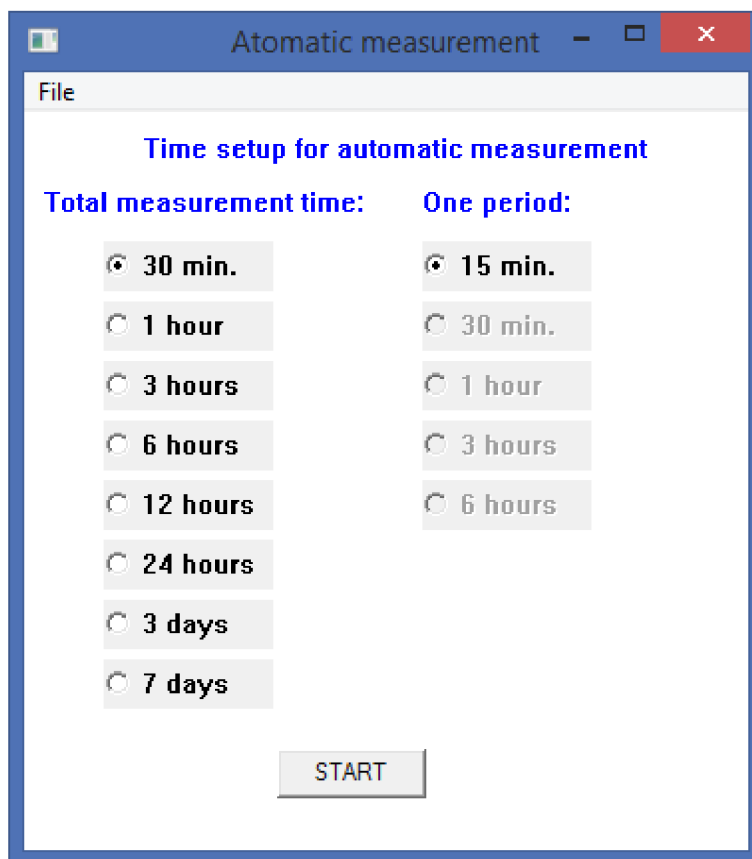 Atomatic measurement
File
Time setup for automatic measurement
Total measurement time: One period:
30 min. 15 min.
1 hour 30 min.
3 hours 1 hour
6 hours 3 hours
12 hours 6 hours
24 hours
3 days
7 days
START